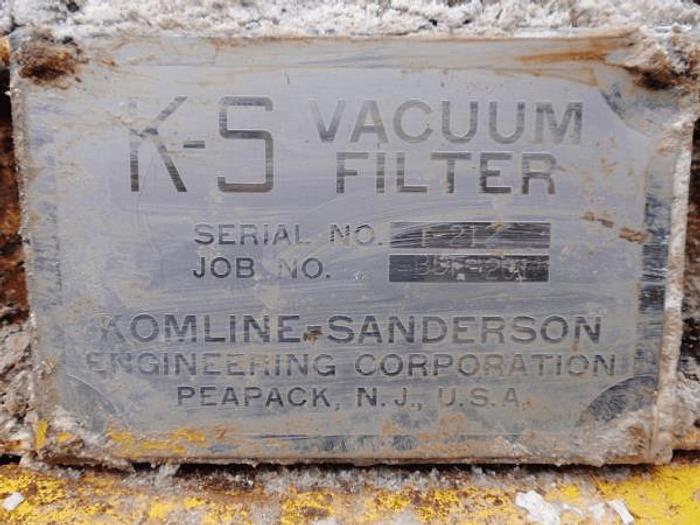 K-S VACUUM
FILTER
SERIAL NO.
JOB NO.
KOMLINE-SANDERSON
ENGINEERING CORPORATION
PEAPACK, N.J., U.S.A.